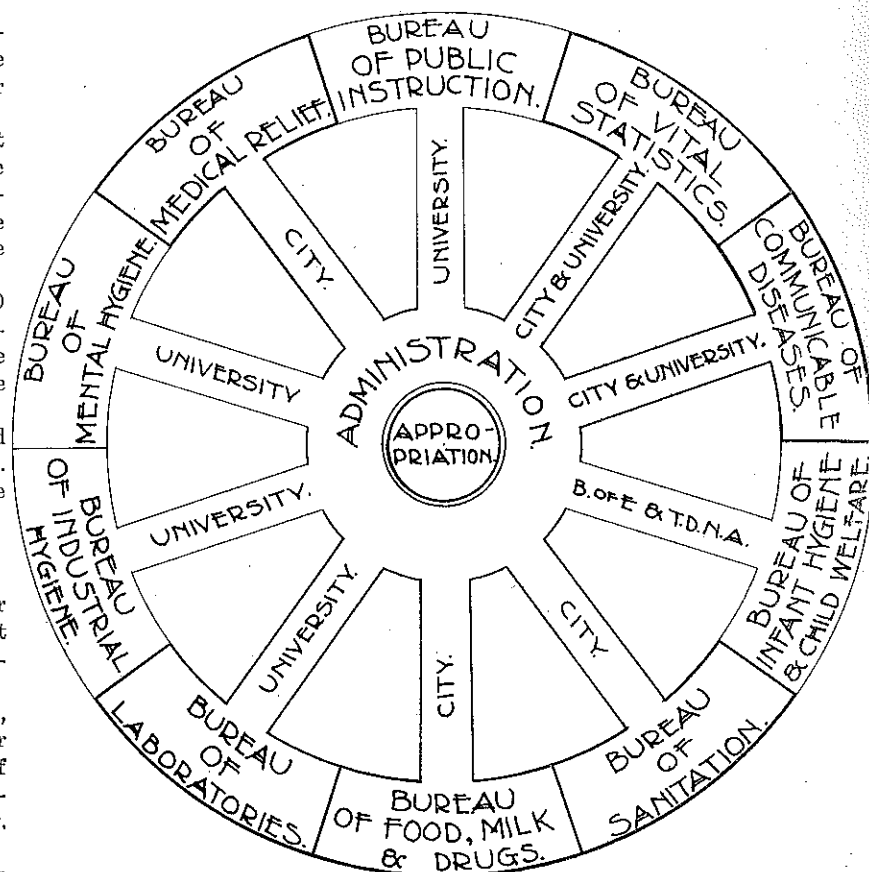 BUREAU
OF PUBLIC
INSTRUCTION.
UNIVERSITY.
BUREAU
OF VITAL
STATISTICS.
CITY & UNIVERSITY.
BUREAU OF
COMMUNICABLE
DISEASES.
CITY & UNIVERSITY.
BUREAU OF
INFANT HYGIENE
& CHILD WELFARE.
B. OF E & T.D.N.A.
BUREAU
OF
SANITATION.
CITY.
BUREAU
OF FOOD, MILK
& DRUGS.
CITY.
BUREAU
OF
LABORATORIES.
UNIVERSITY.
BUREAU
OF INDUSTRIAL
HYGIENE.
UNIVERSITY.
BUREAU
OF
MENTAL HYGIENE.
UNIVERSITY
BUREAU
OF
MEDICAL RELIEF.
CITY.
ADMINISTRATION.
APPRO-
PRIATION.